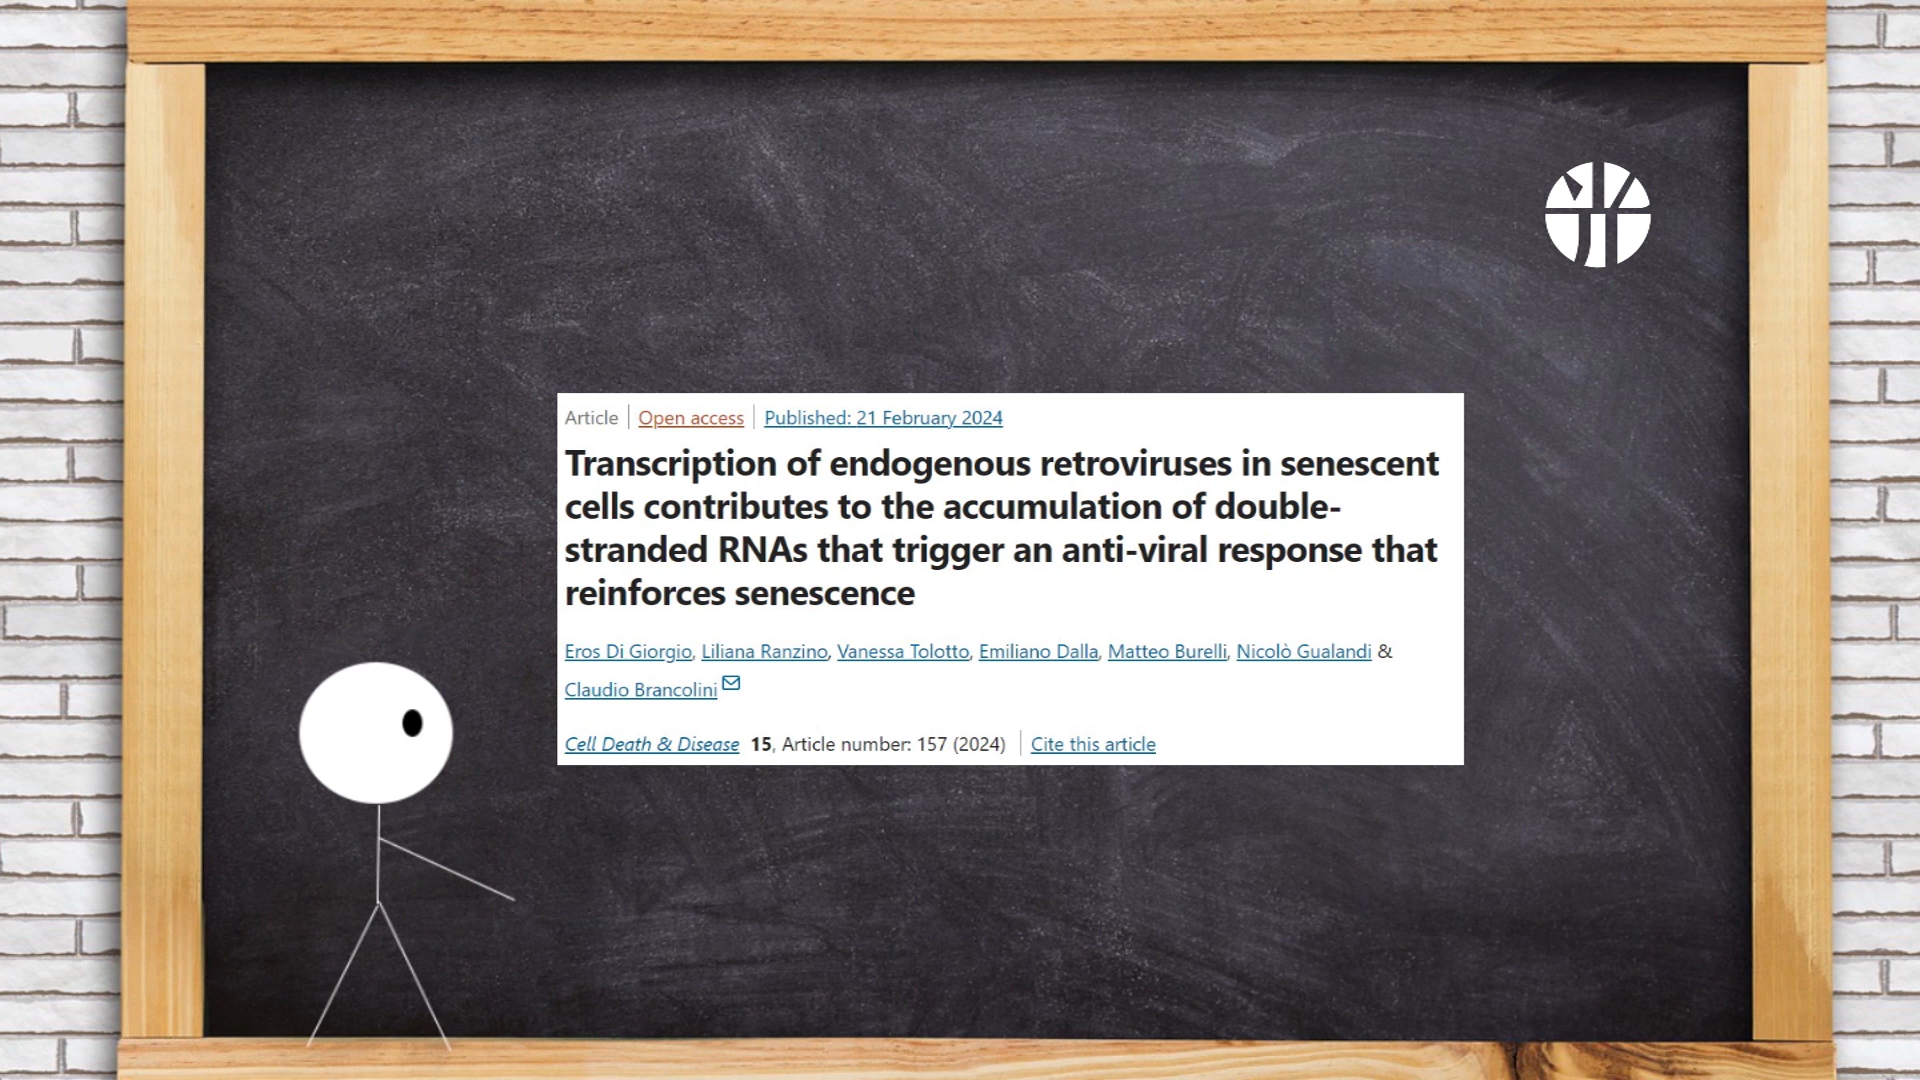 Article | Open access | Published: 21 February 2024
Transcription of endogenous retroviruses in senescent
cells contributes to the accumulation of double-
stranded RNAs that trigger an anti-viral response that
reinforces senescence
Eros Di Giorgio, Liliana Ranzino, Vanessa Tolotto, Emiliano Dalla, Matteo Burelli, Nicolò Gualandi &
Claudio Brancolini
Cell Death & Disease 15, Article number: 157 (2024) | Cite this article